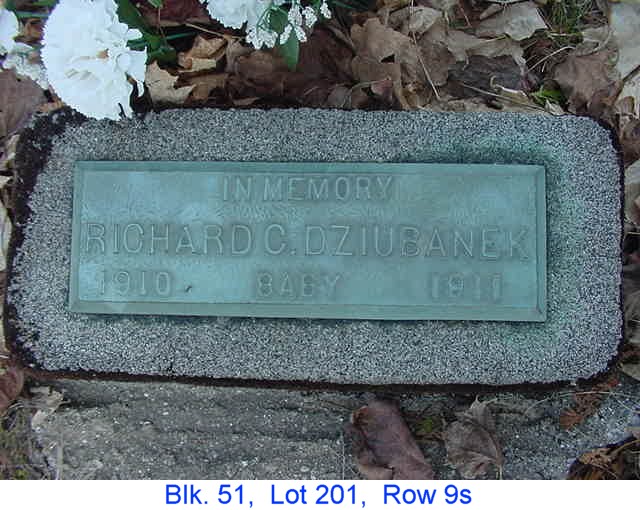 IN MEMORY
RICHARD C. DZIUBANEK
1910 BABY 1911
Blk. 51, Lot 201, Row 9s